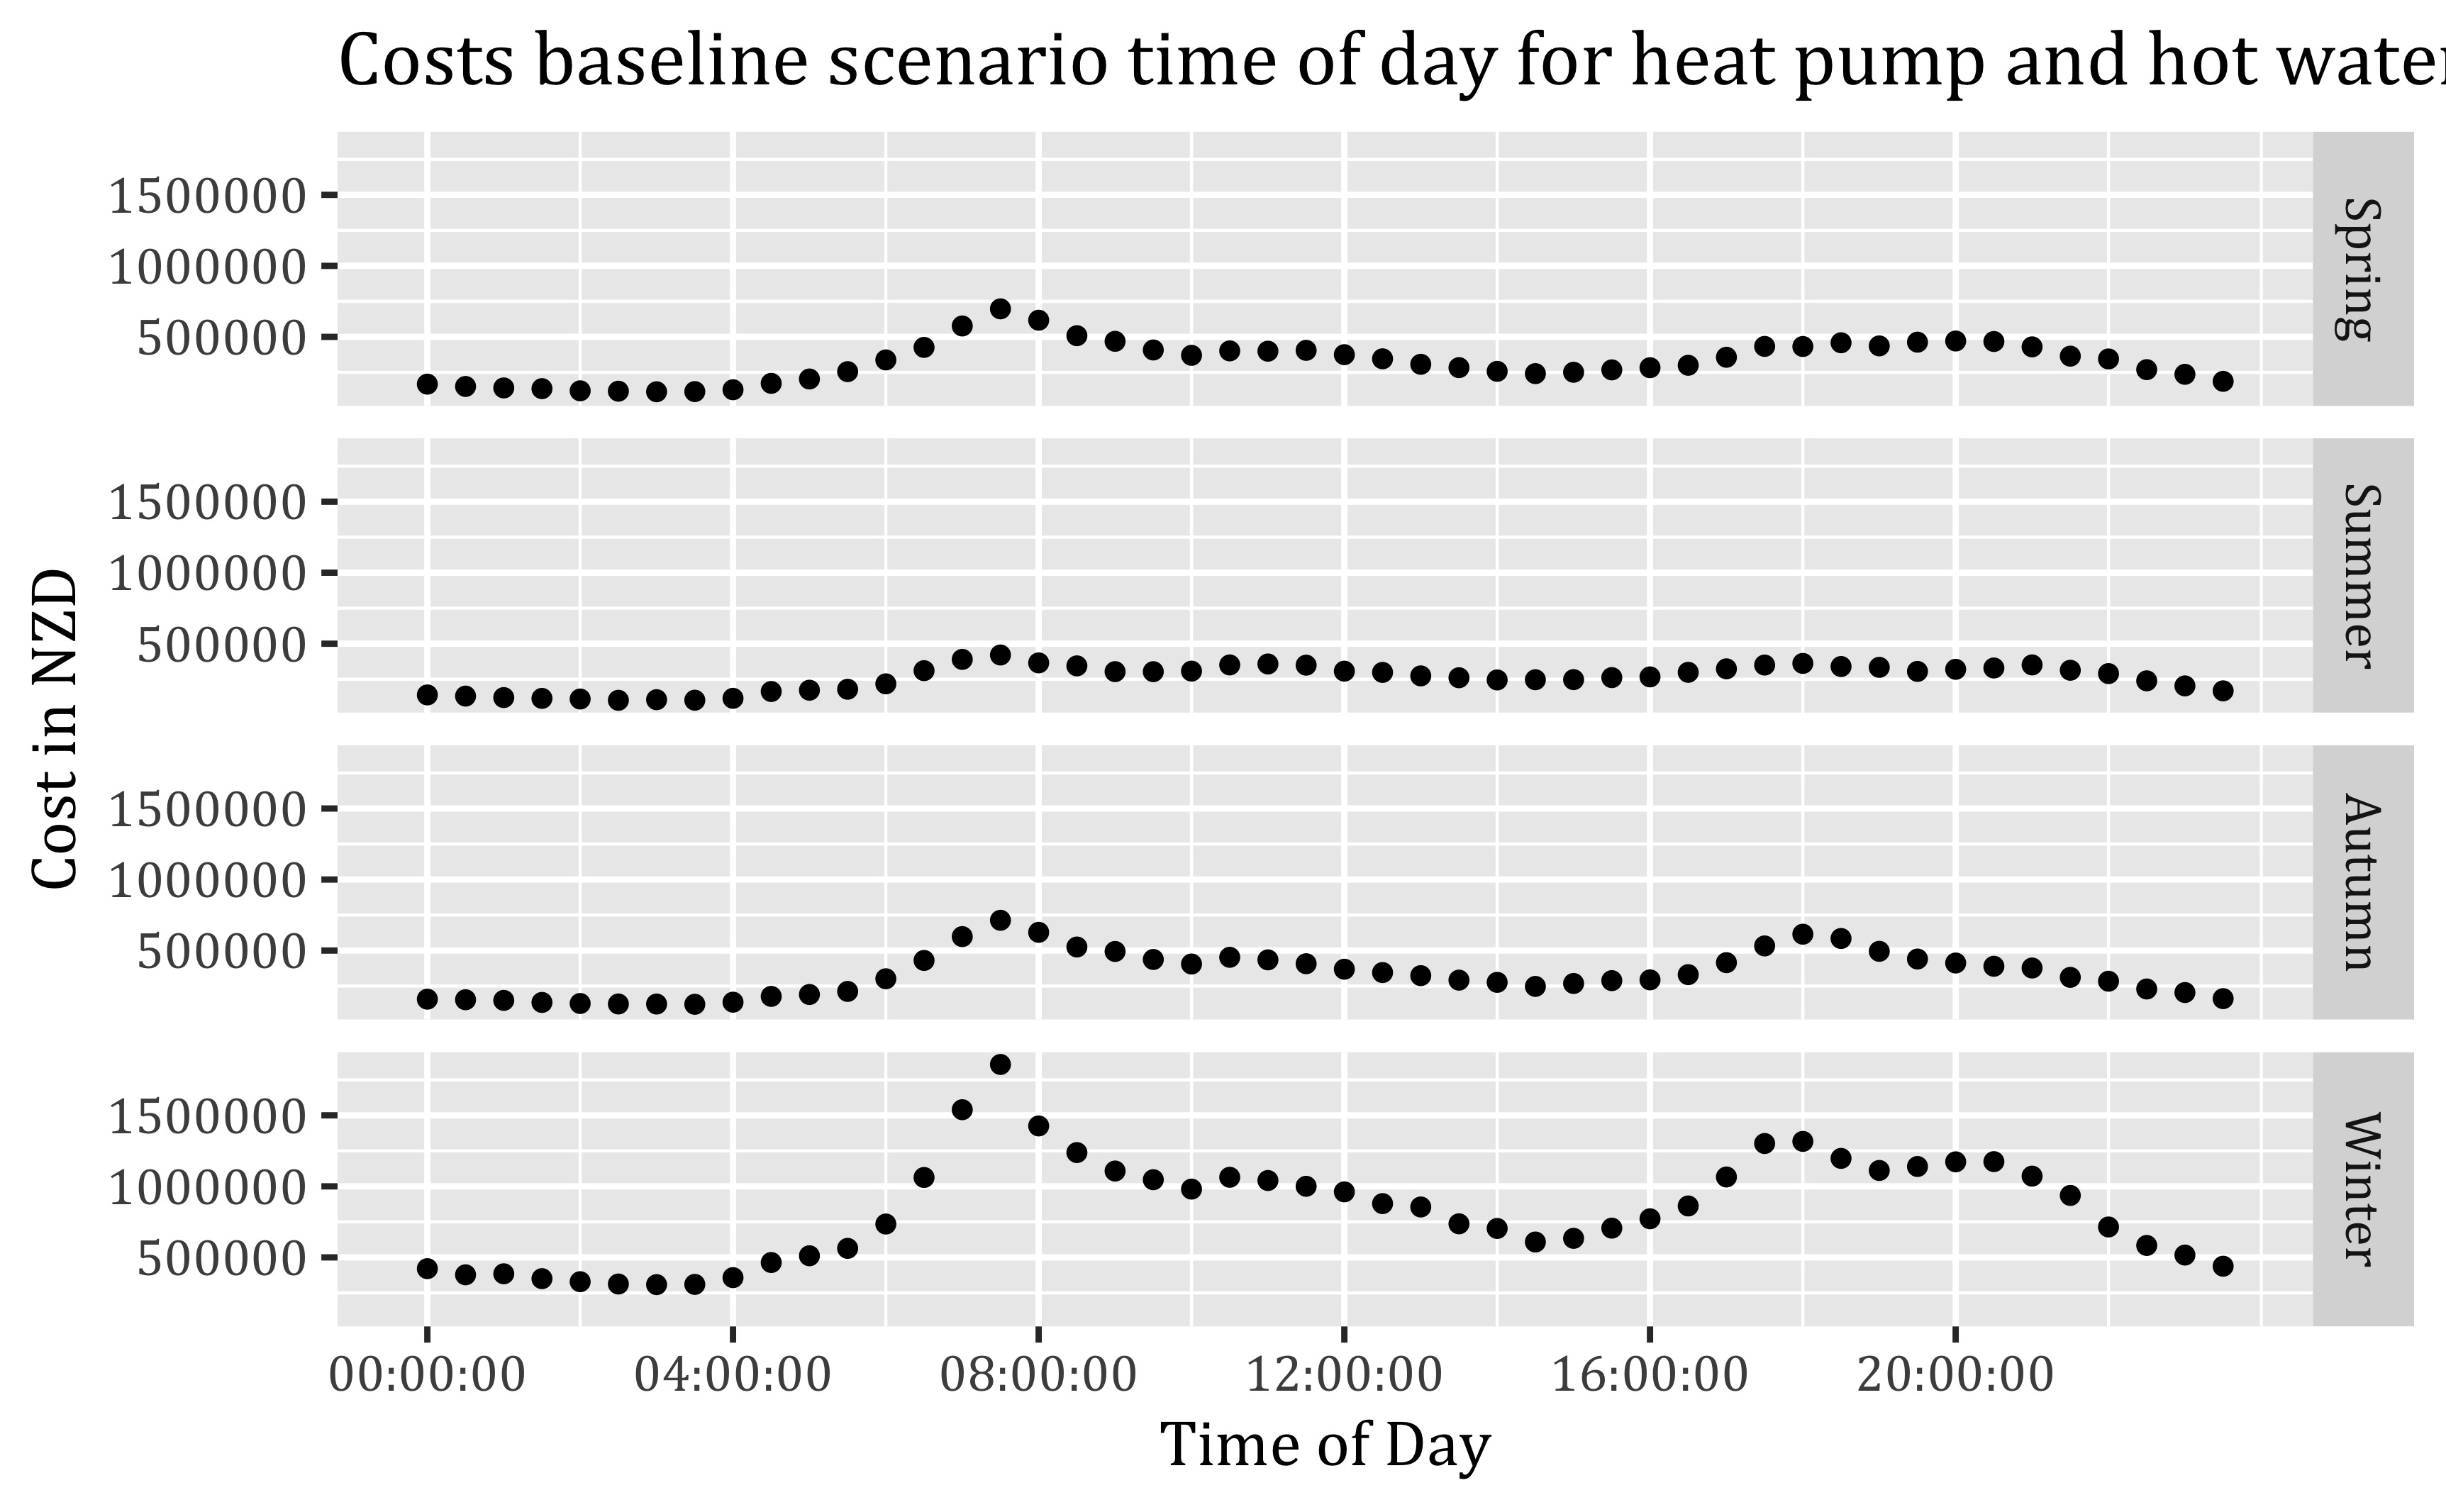 Costs baseline scenario time of day for heat pump and hot water
1500000
1000000
500000
Spring
1500000
1000000
500000
Summer
1500000
1000000
500000
Autumn
1500000
1000000
500000
Winter
Cost in NZD
00:00:00 04:00:00 08:00:00 12:00:00 16:00:00 20:00:00
Time of Day